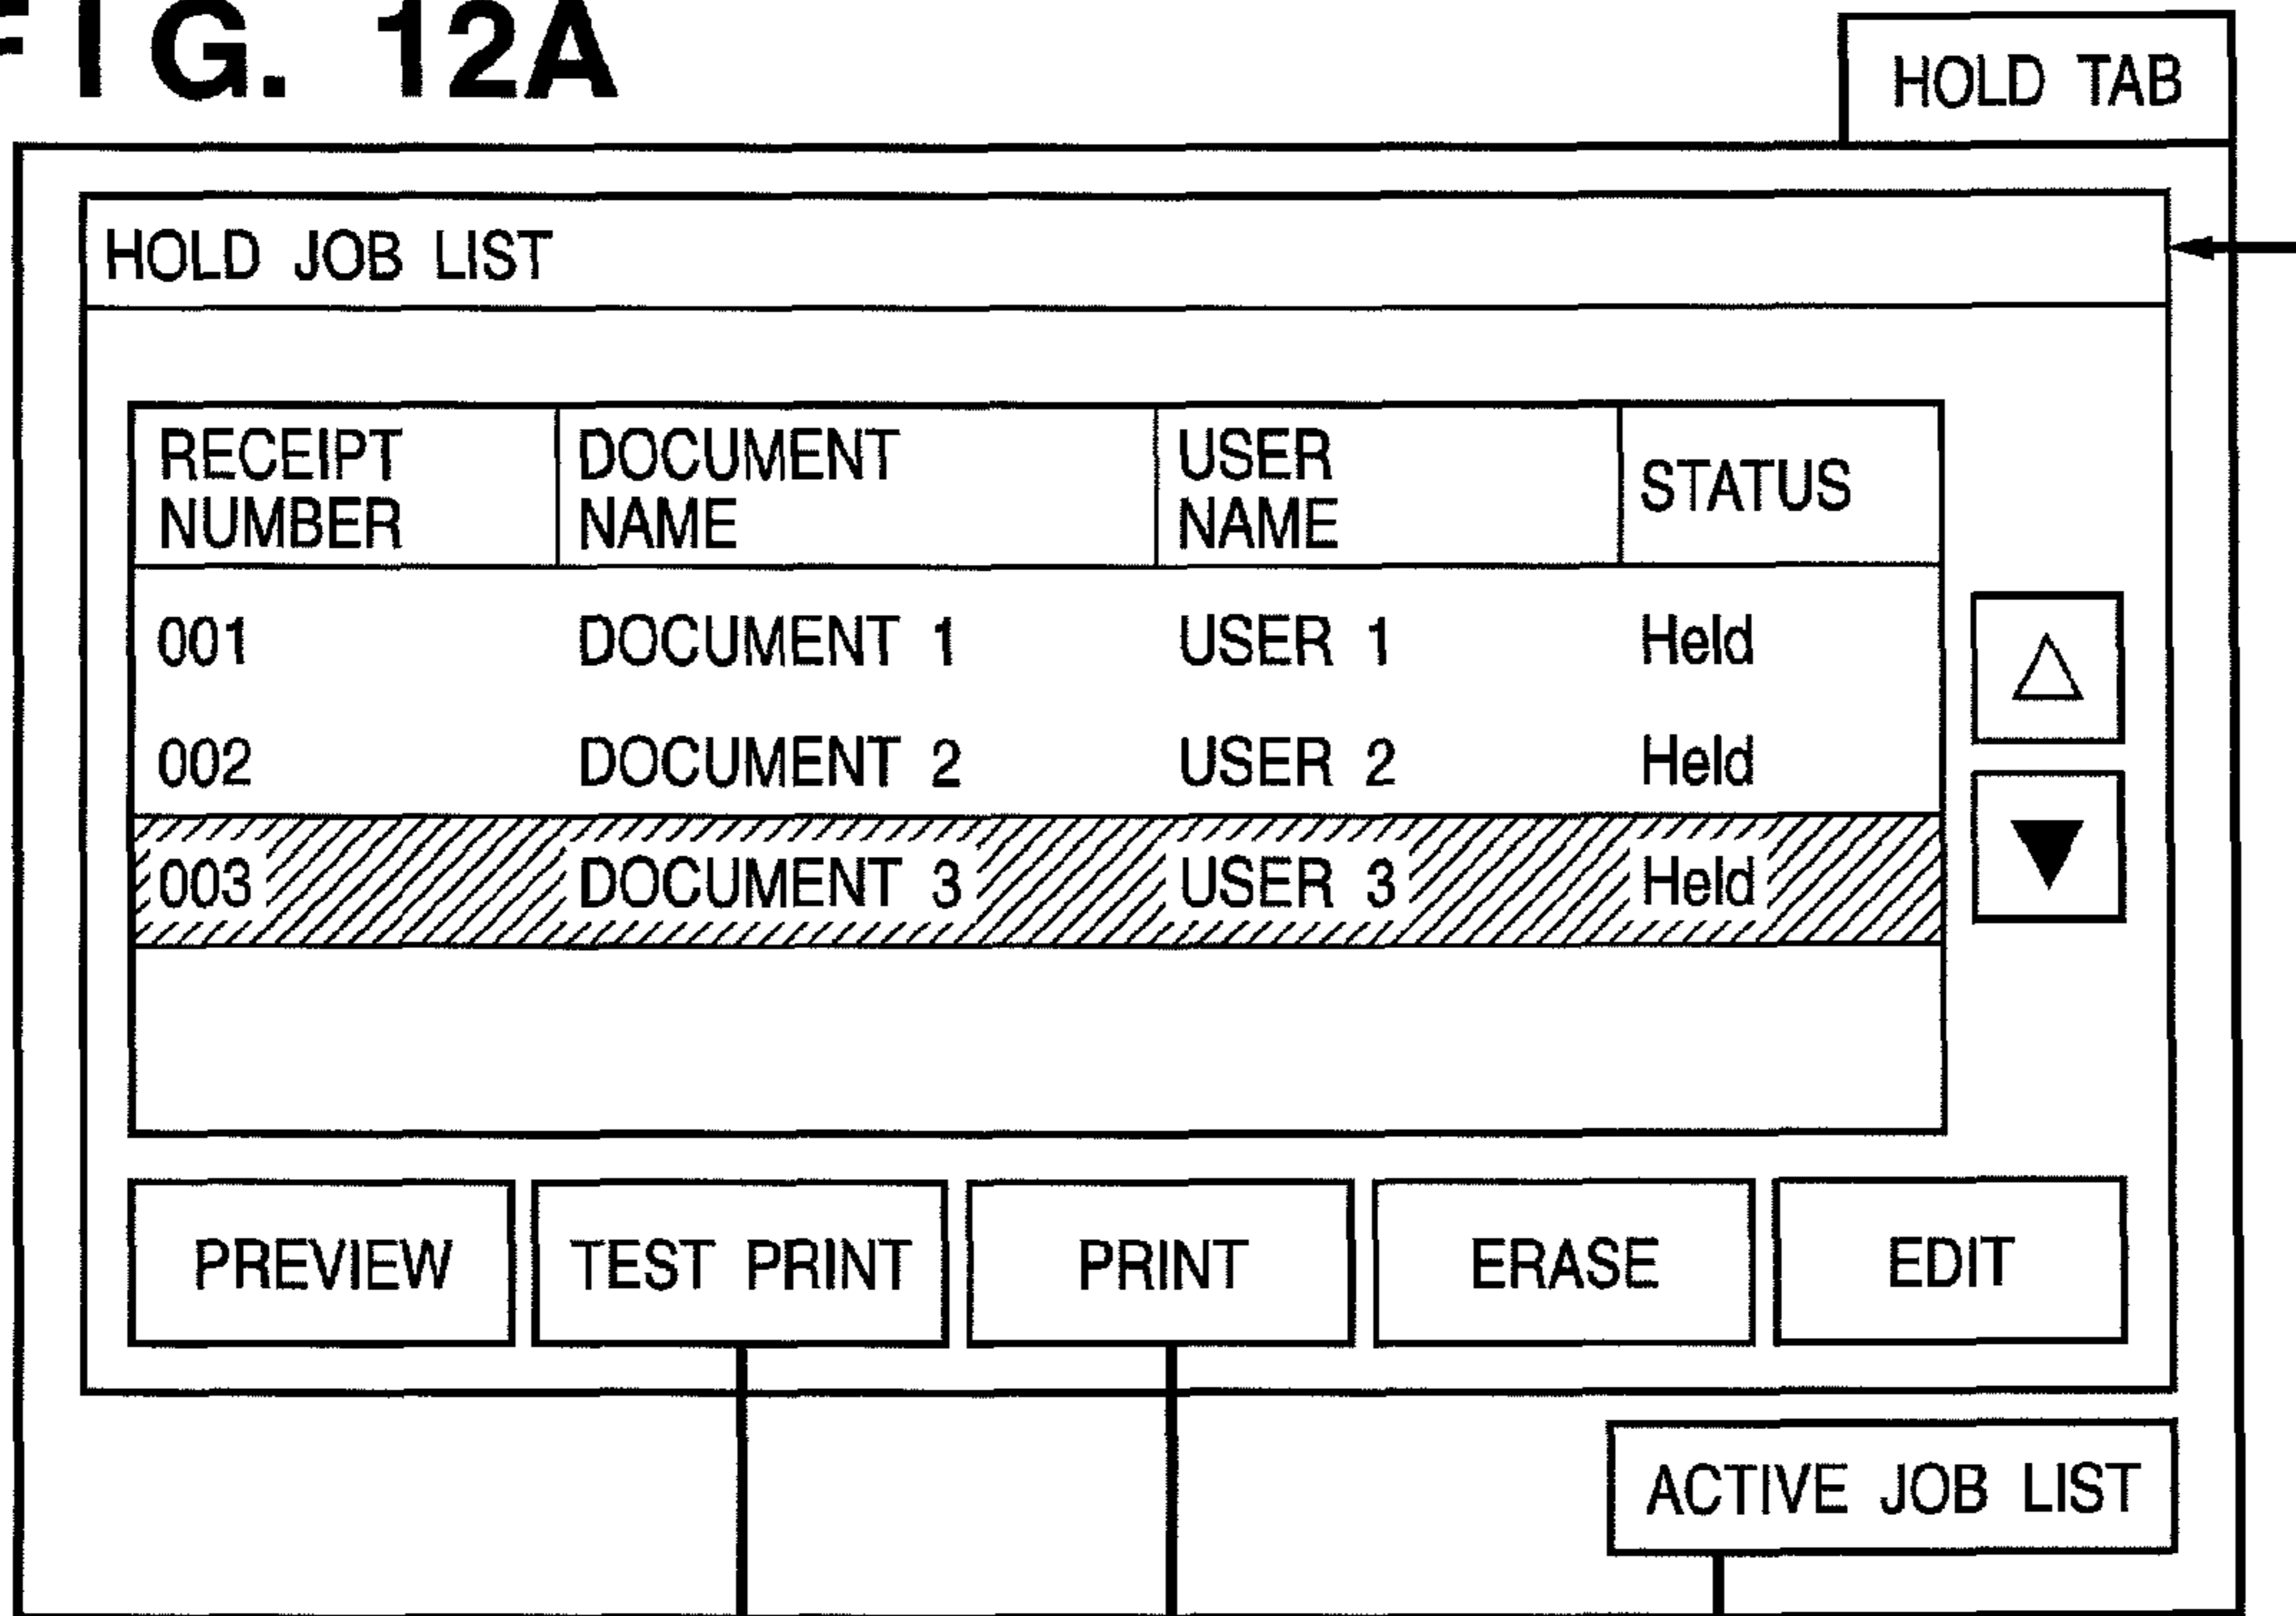 FIG. 12A
HOLD TAB
HOLD JOB LIST
RECEIPT NUMBER DOCUMENT NAME USER NAME STATUS
001 DOCUMENT 1 USER 1 Held
002 DOCUMENT 2 USER 2 Held
003 DOCUMENT 3 USER 3 Held
PREVIEW TEST PRINT PRINT ERASE EDIT
ACTIVE JOB LIST